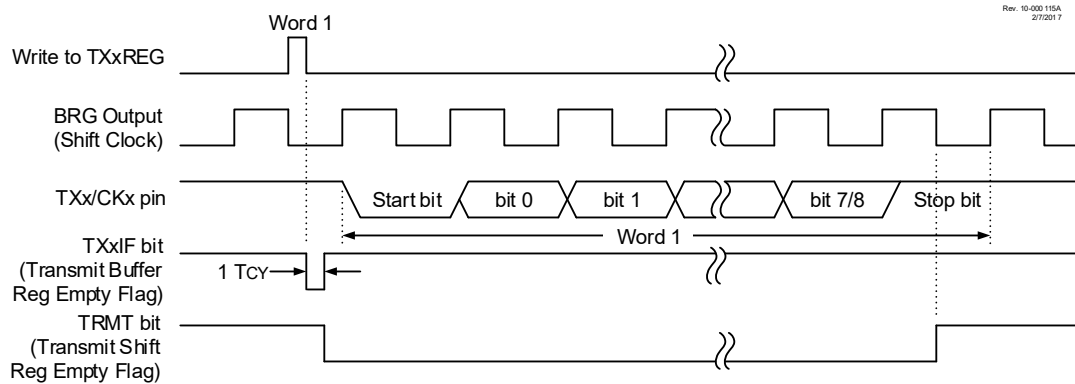 Rev. 10-000 115A
2/7/201 7
Word 1
Write to TXxREG
BRG Output
(Shift Clock)
TXx/CKx pin
Start bit
bit 0
bit 1
bit 7/8
Stop bit
Word 1
TXxIF bit
(Transmit Buffer
Reg Empty Flag)
1 TCY
TRMT bit
(Transmit Shift
Reg Empty Flag)